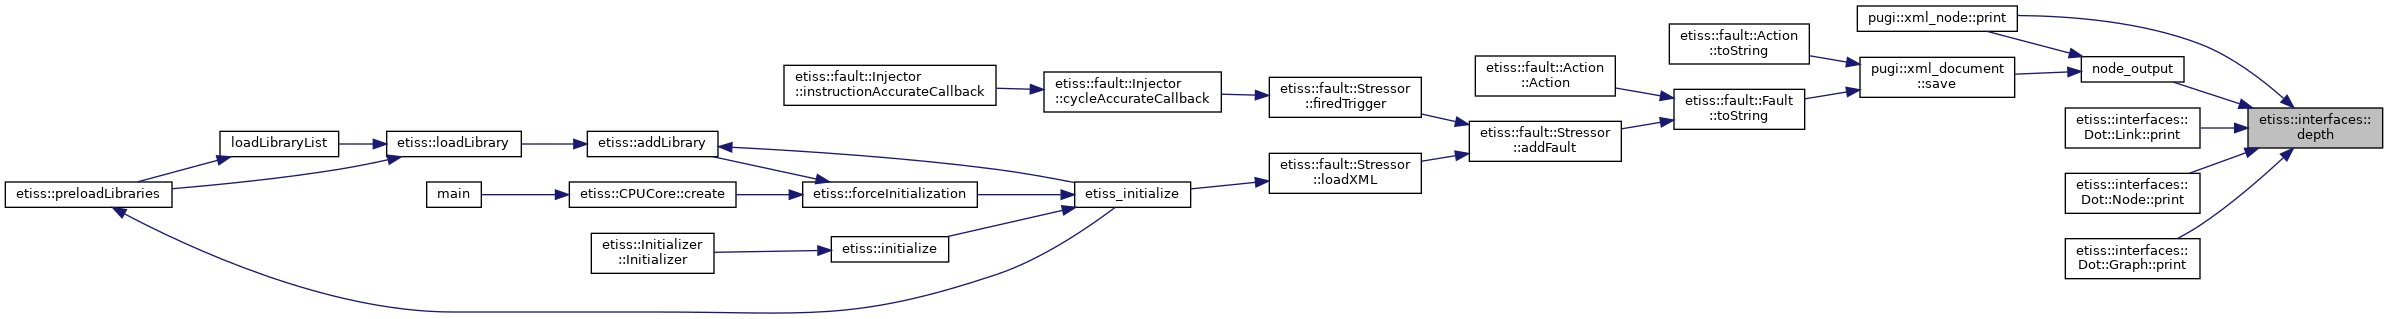 pugi::xml_node::print
etiss::fault::Action
::toString
etiss::fault::Action
::Action
pugi::xml_document
::save
node_output
etiss::fault::Injector
::instructionAccurateCallback
etiss::fault::Injector
::cycleAccurateCallback
etiss::fault::Stressor
::firedTrigger
etiss::fault::Fault
::toString
etiss::interfaces::
Dot::Link::print
etiss::interfaces::
depth
loadLibraryList
etiss::loadLibrary
etiss::addLibrary
etiss::fault::Stressor
::addFault
etiss::fault::Stressor
::loadXML
etiss::interfaces::
Dot::Node::print
etiss::preloadLibraries
main
etiss::CPUCore::create
etiss::forceInitialization
etiss_initialize
etiss::Initializer
::Initializer
etiss::initialize
etiss::interfaces::
Dot::Graph::print